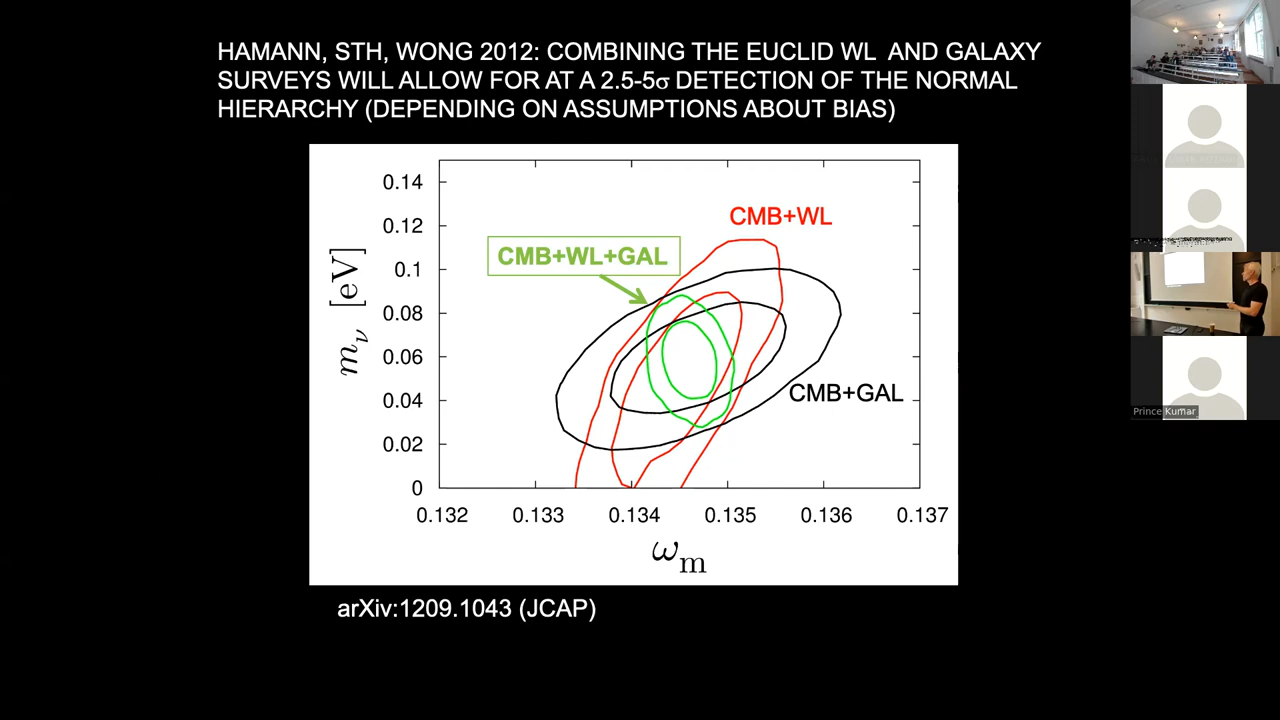 HAMANN, STH, WONG 2012: COMBINING THE EUCLID WL AND GALAXY
SURVEYS WILL ALLOW FOR AT A 2.5-5σ DETECTION OF THE NORMAL
HIERARCHY (DEPENDING ON ASSUMPTIONS ABOUT BIAS)
0.14
0.12
0.1
0.08
0.06
0.04
0.02
0
mν [eV]
CMB+WL
CMB+WL+GAL
CMB+GAL
0.132 0.133 0.134 0.135 0.136 0.137
ωm
arXiv:1209.1043 (JCAP)
Prince Kumar